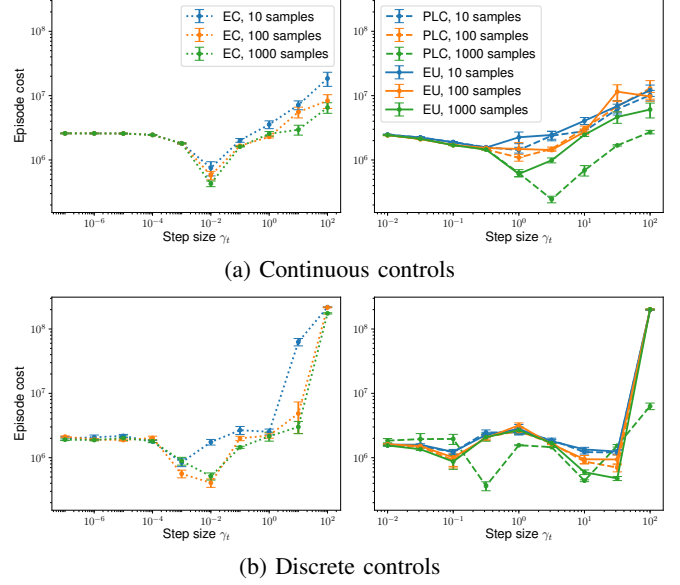 EC, 10 samples
EC, 100 samples
EC, 1000 samples
Episode cost
10^8
10^7
10^6
10^-6
10^-4
10^-2
10^0
10^2
Step size γ_t
PLC, 10 samples
PLC, 100 samples
PLC, 1000 samples
EU, 10 samples
EU, 100 samples
EU, 1000 samples
10^8
10^7
10^6
10^-2
10^-1
10^0
10^1
10^2
Step size γ_t
(a) Continuous controls
Episode cost
10^8
10^7
10^6
10^-6
10^-4
10^-2
10^0
10^2
Step size γ_t
10^8
10^7
10^6
10^-2
10^-1
10^0
10^1
10^2
Step size γ_t
(b) Discrete controls